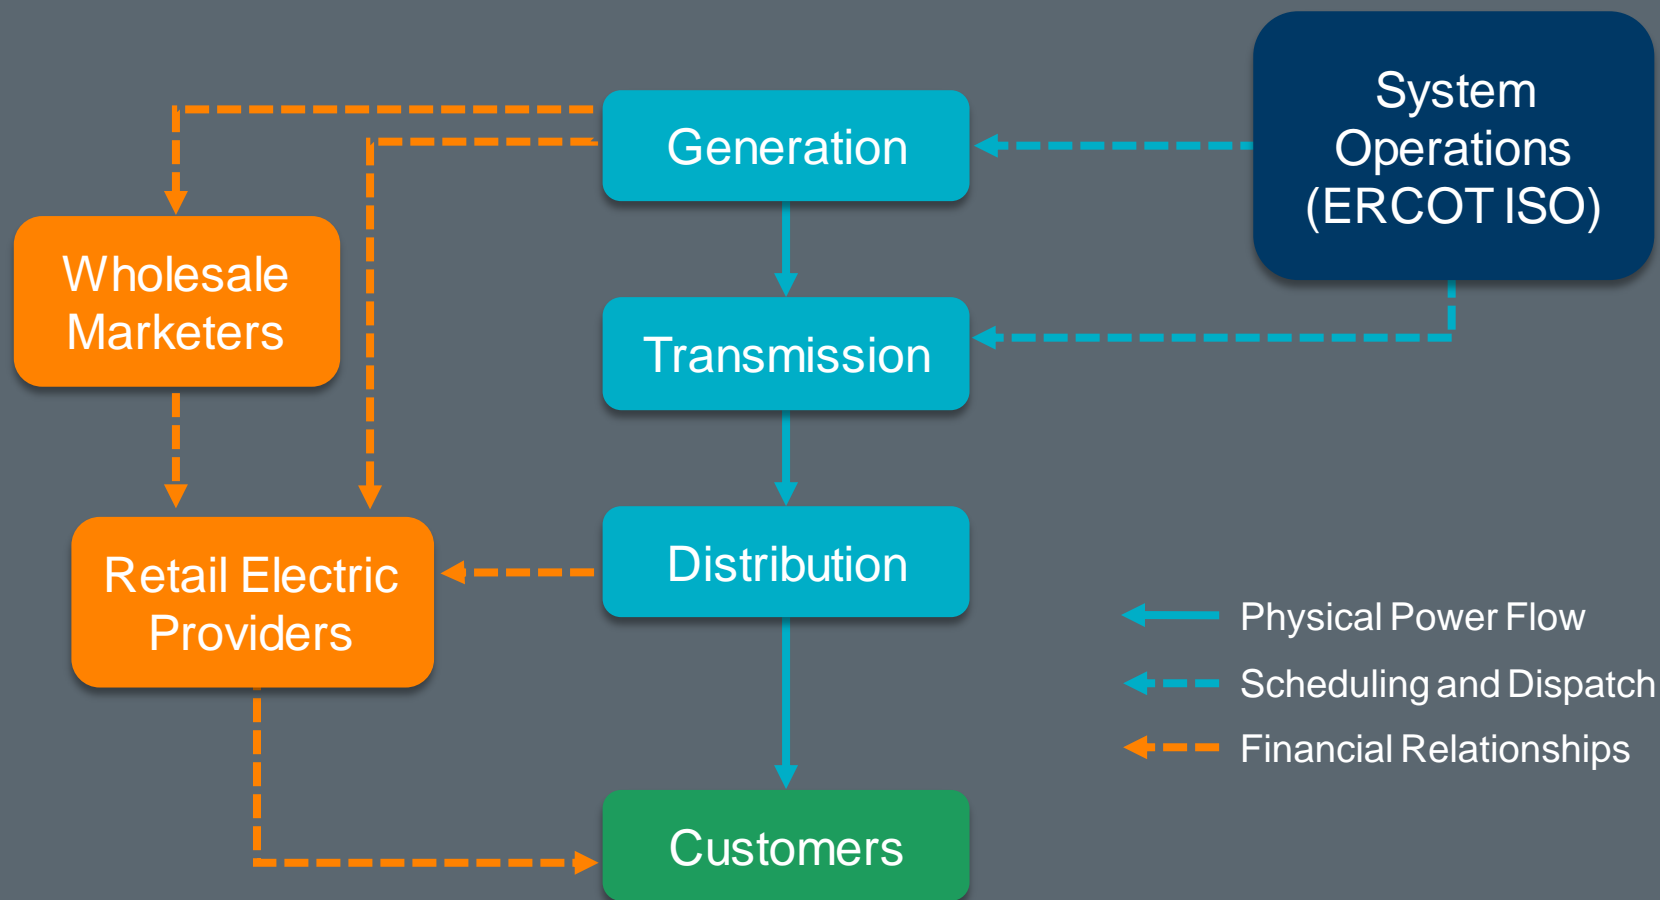 System
Operations
(ERCOT ISO)
Generation
Wholesale
Marketers
Transmission
Retail Electric
Providers
Distribution
Physical Power Flow
Scheduling and Dispatch
Financial Relationships
Customers